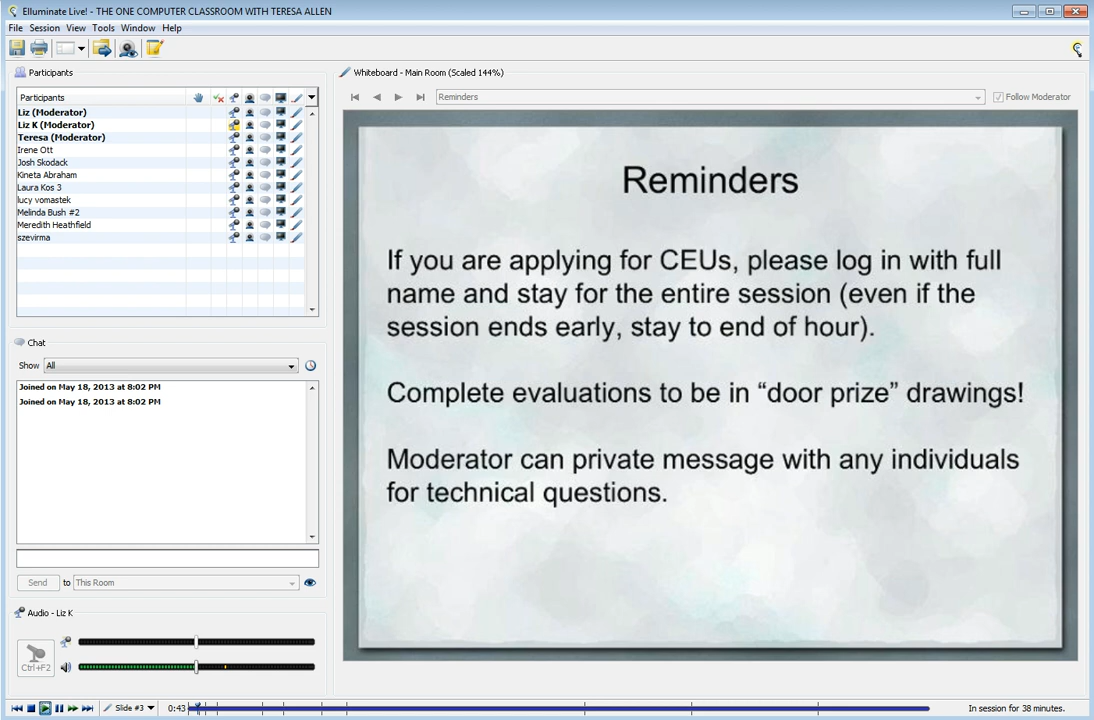 Elluminate Live! - THE ONE COMPUTER CLASSROOM WITH TERESA ALLEN
File Session View Tools Window Help
Participants
Participants
Liz (Moderator)
Liz K (Moderator)
Teresa (Moderator)
Irene Ott
Josh Skodack
Kineta Abraham
Laura Kos 3
lucy vomastek
Melinda Bush #2
Meredith Heathfield
szevirma
Chat
Show All
Joined on May 18, 2013 at 8:02 PM
Joined on May 18, 2013 at 8:02 PM
Send to This Room
Audio - Liz K
Ctrl+F2
Whiteboard - Main Room (Scaled 144%)
Reminders
Follow Moderator
Reminders
If you are applying for CEUs, please log in with full
name and stay for the entire session (even if the
session ends early, stay to end of hour).
Complete evaluations to be in “door prize” drawings!
Moderator can private message with any individuals
for technical questions.
Slide #3
0:43
In session for 38 minutes.